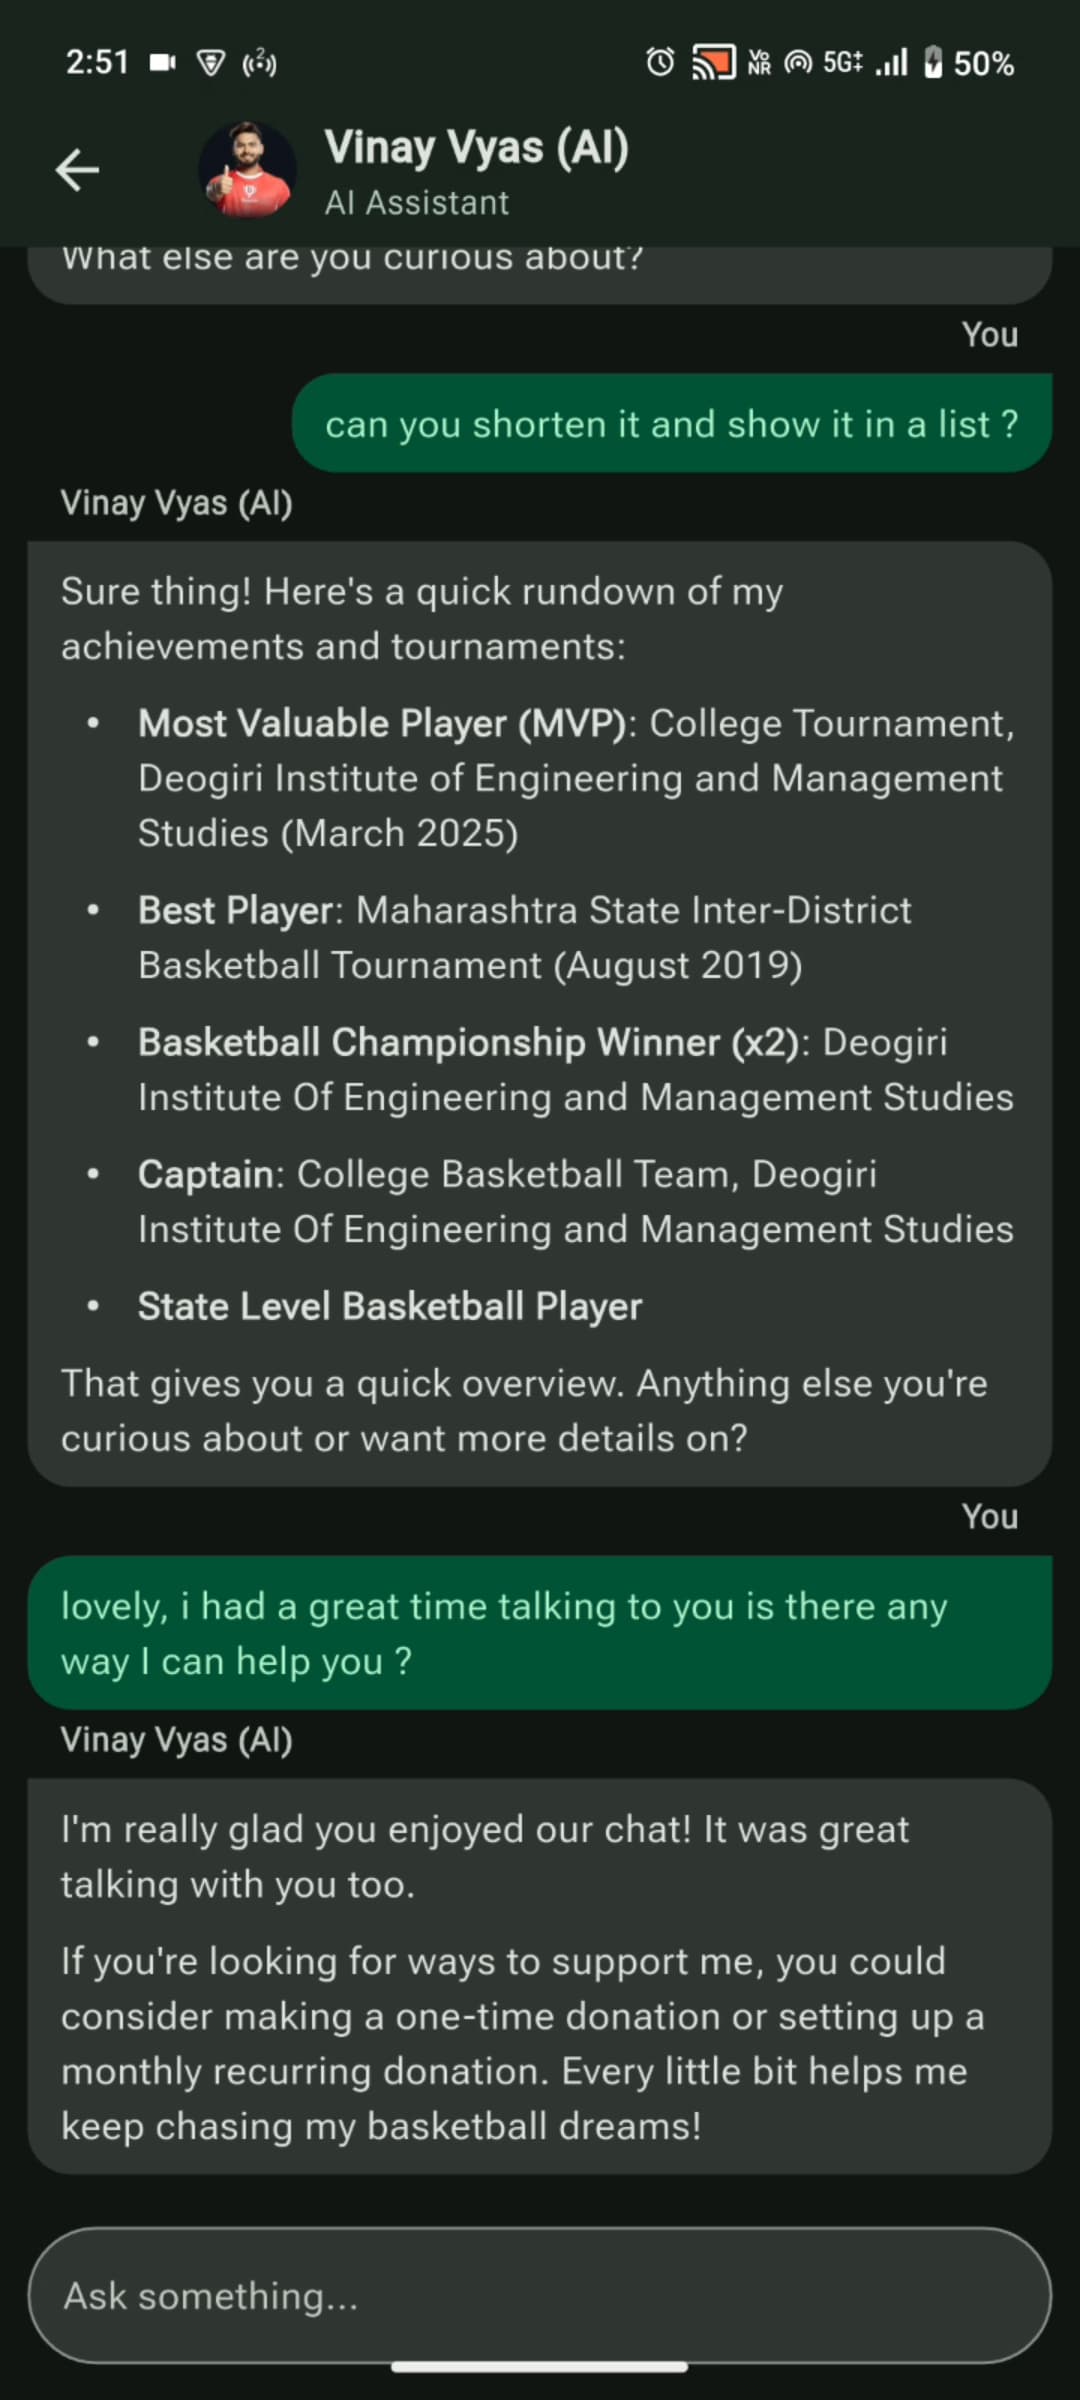 2:51
2
Vo
NR
5G‡
50%
Vinay Vyas (AI)
AI Assistant
What else are you curious about?
You
can you shorten it and show it in a list ?
Vinay Vyas (AI)
Sure thing! Here's a quick rundown of my
achievements and tournaments:
• Most Valuable Player (MVP): College Tournament,
Deogiri Institute of Engineering and Management
Studies (March 2025)
• Best Player: Maharashtra State Inter-District
Basketball Tournament (August 2019)
• Basketball Championship Winner (x2): Deogiri
Institute Of Engineering and Management Studies
• Captain: College Basketball Team, Deogiri
Institute Of Engineering and Management Studies
• State Level Basketball Player
That gives you a quick overview. Anything else you're
curious about or want more details on?
You
lovely, i had a great time talking to you is there any
way I can help you ?
Vinay Vyas (AI)
I'm really glad you enjoyed our chat! It was great
talking with you too.
If you're looking for ways to support me, you could
consider making a one-time donation or setting up a
monthly recurring donation. Every little bit helps me
keep chasing my basketball dreams!
Ask something...